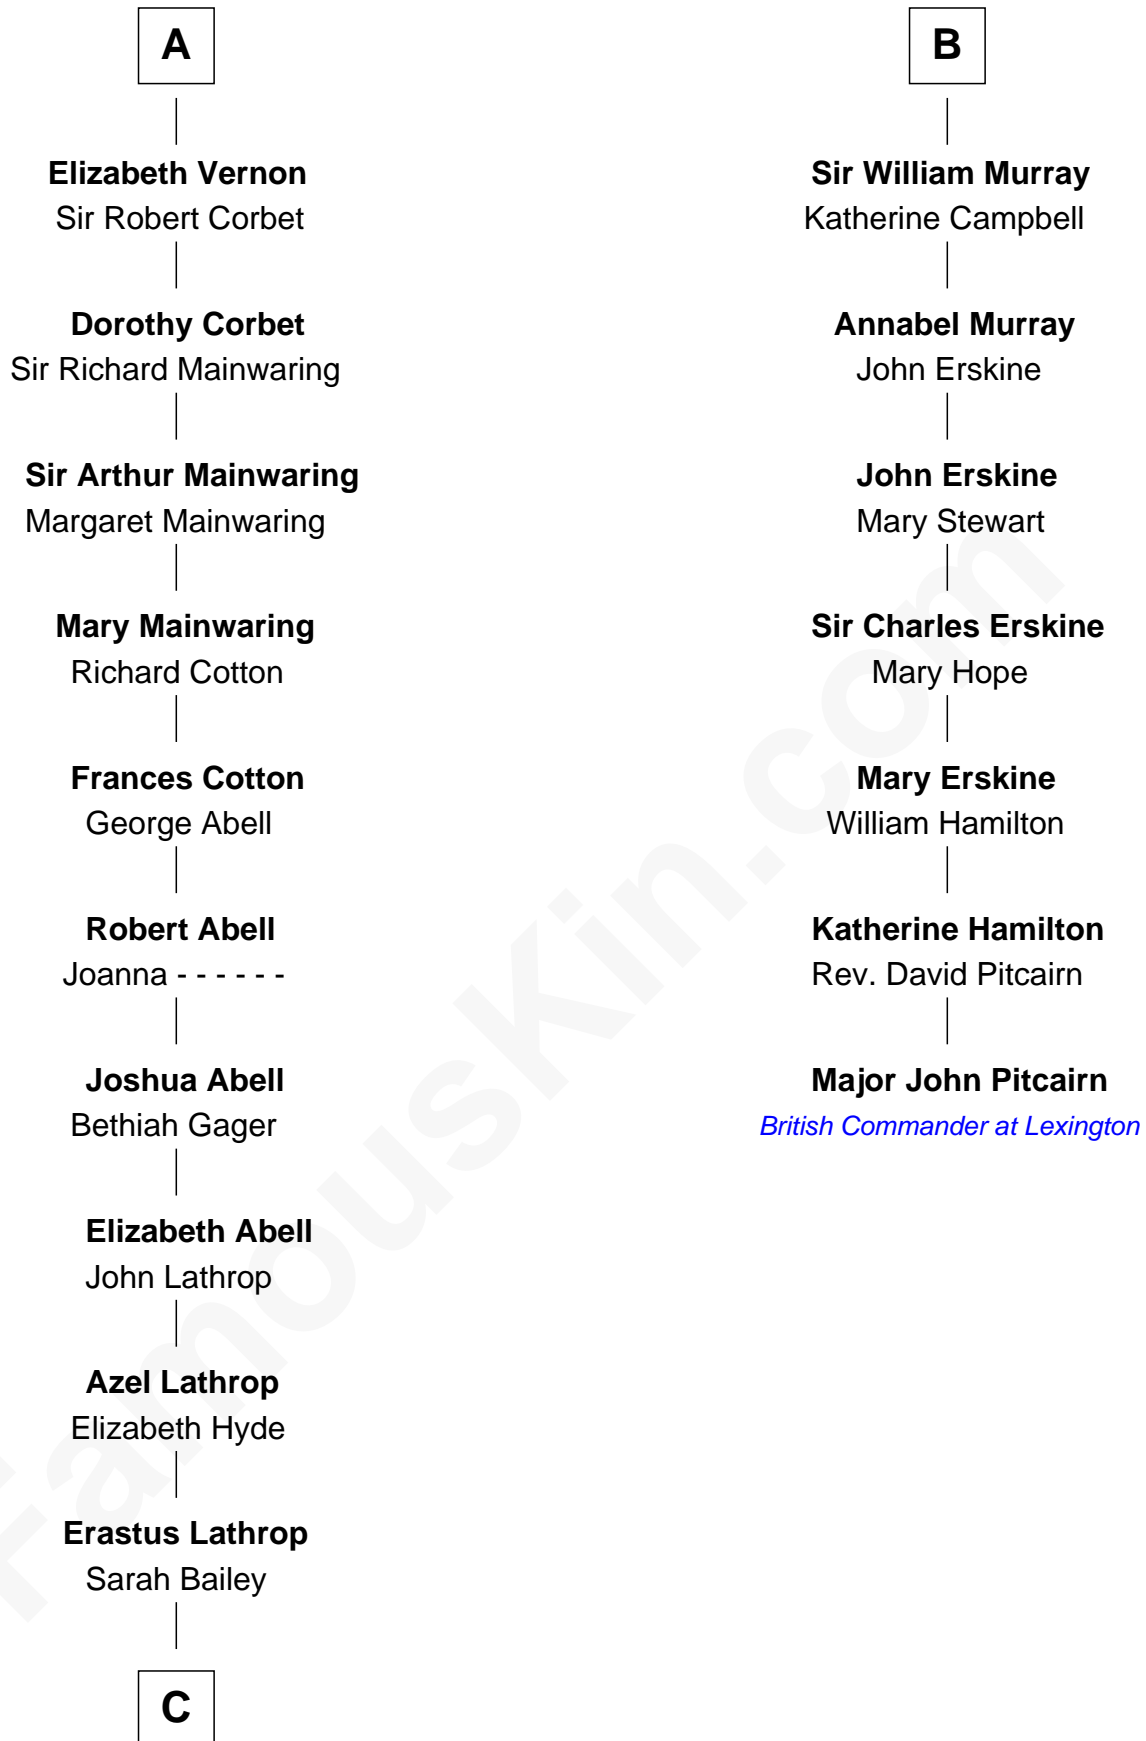 A
Elizabeth Vernon
Sir Robert Corbet
Dorothy Corbet
Sir Richard Mainwaring
Sir Arthur Mainwaring
Margaret Mainwaring
Mary Mainwaring
Richard Cotton
Frances Cotton
George Abell
Robert Abell
Joanna - - - - - -
Joshua Abell
Bethiah Gager
Elizabeth Abell
John Lathrop
Azel Lathrop
Elizabeth Hyde
Erastus Lathrop
Sarah Bailey
C
B
Sir William Murray
Katherine Campbell
Annabel Murray
John Erskine
John Erskine
Mary Stewart
Sir Charles Erskine
Mary Hope
Mary Erskine
William Hamilton
Katherine Hamilton
Rev. David Pitcairn
Major John Pitcairn
British Commander at Lexington
FamousKin.com